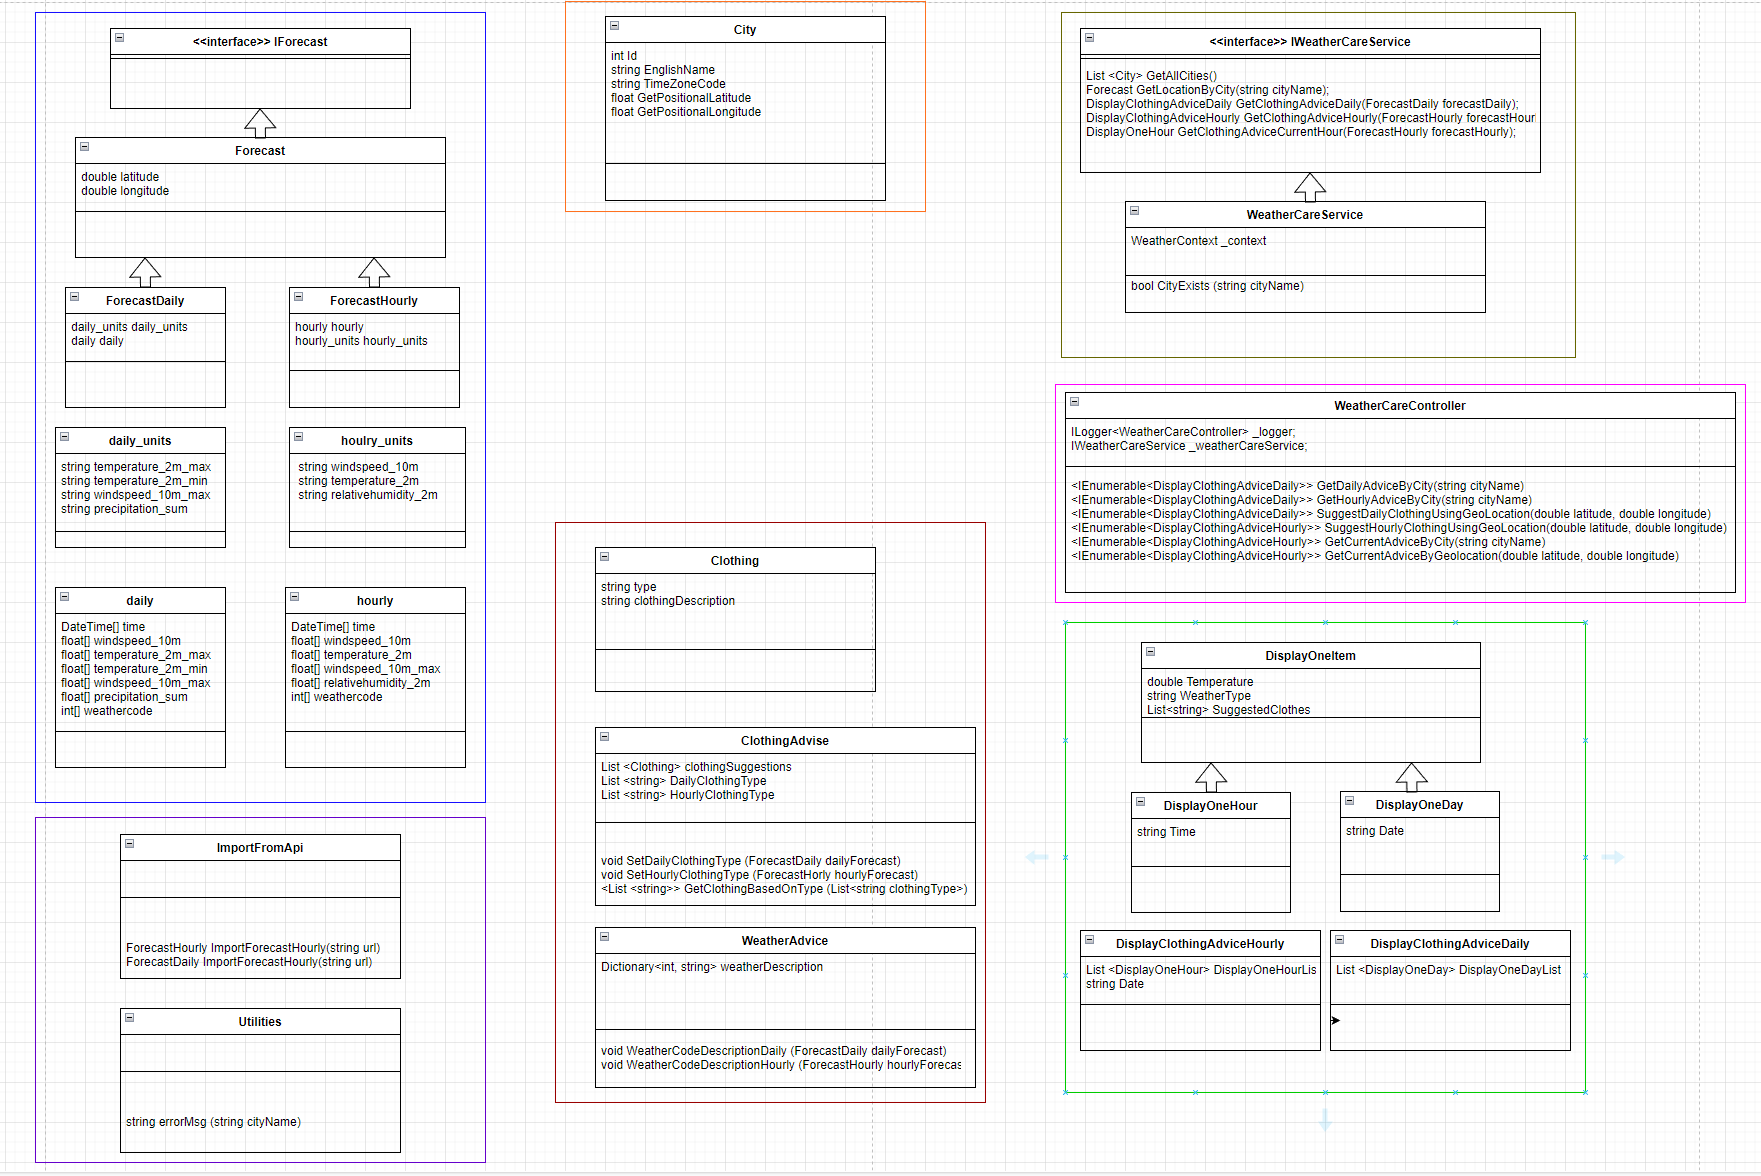 <<interface>> IForecast
Forecast
double latitude
double longitude
ForecastDaily
daily_units daily_units
daily daily
ForecastHourly
hourly hourly
hourly_units hourly_units
daily_units
string temperature_2m_max
string temperature_2m_min
string windspeed_10m_max
string precipitation_sum
houlry_units
string windspeed_10m
string temperature_2m
string relativehumidity_2m
daily
DateTime[] time
float[] windspeed_10m
float[] temperature_2m_max
float[] temperature_2m_min
float[] windspeed_10m_max
float[] precipitation_sum
int[] weathercode
hourly
DateTime[] time
float[] windspeed_10m
float[] temperature_2m
float[] windspeed_10m_max
float[] relativehumidity_2m
int[] weathercode
ImportFromApi
ForecastHourly ImportForecastHourly(string url)
ForecastDaily ImportForecastHourly(string url)
Utilities
string errorMsg (string cityName)
City
int Id
string EnglishName
string TimeZoneCode
float GetPositionalLatitude
float GetPositionalLongitude
Clothing
string type
string clothingDescription
ClothingAdvise
List <Clothing> clothingSuggestions
List <string> DailyClothingType
List <string> HourlyClothingType
void SetDailyClothingType (ForecastDaily dailyForecast)
void SetHourlyClothingType (ForecastHorly hourlyForecast)
<List <string>> GetClothingBasedOnType (List<string clothingType>)
WeatherAdvice
Dictionary<int, string> weatherDescription
void WeatherCodeDescriptionDaily (ForecastDaily dailyForecast)
void WeatherCodeDescriptionHourly (ForecastHourly hourlyForecas
<<interface>> IWeatherCareService
List <City> GetAllCities()
Forecast GetLocationByCity(string cityName);
DisplayClothingAdviceDaily GetClothingAdviceDaily(ForecastDaily forecastDaily);
DisplayClothingAdviceHourly GetClothingAdviceHourly(ForecastHourly forecastHour
DisplayOneHour GetClothingAdviceCurrentHour(ForecastHourly forecastHourly);
WeatherCareService
WeatherContext _context
bool CityExists (string cityName)
WeatherCareController
ILogger<WeatherCareController> _logger;
IWeatherCareService _weatherCareService;
<IEnumerable<DisplayClothingAdviceDaily>> GetDailyAdviceByCity(string cityName)
<IEnumerable<DisplayClothingAdviceDaily>> GetHourlyAdviceByCity(string cityName)
<IEnumerable<DisplayClothingAdviceDaily>> SuggestDailyClothingUsingGeoLocation(double latitude, double longitude)
<IEnumerable<DisplayClothingAdviceHourly>> SuggestHourlyClothingUsingGeoLocation(double latitude, double longitude)
<IEnumerable<DisplayClothingAdviceHourly>> GetCurrentAdviceByCity(string cityName)
<IEnumerable<DisplayClothingAdviceHourly>> GetCurrentAdviceByGeolocation(double latitude, double longitude)
DisplayOneItem
double Temperature
string WeatherType
List<string> SuggestedClothes
DisplayOneHour
string Time
DisplayOneDay
string Date
DisplayClothingAdviceHourly
List <DisplayOneHour> DisplayOneHourLis
string Date
DisplayClothingAdviceDaily
List <DisplayOneDay> DisplayOneDayList